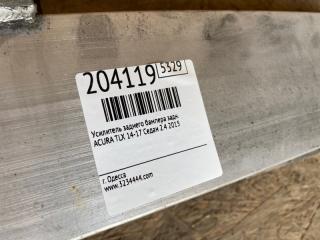 204119 5329
Усилитель заднего бампера задн.
ACURA TLX 14-17 Седан 2.4 2015
г. Одесса
www.3234444.com